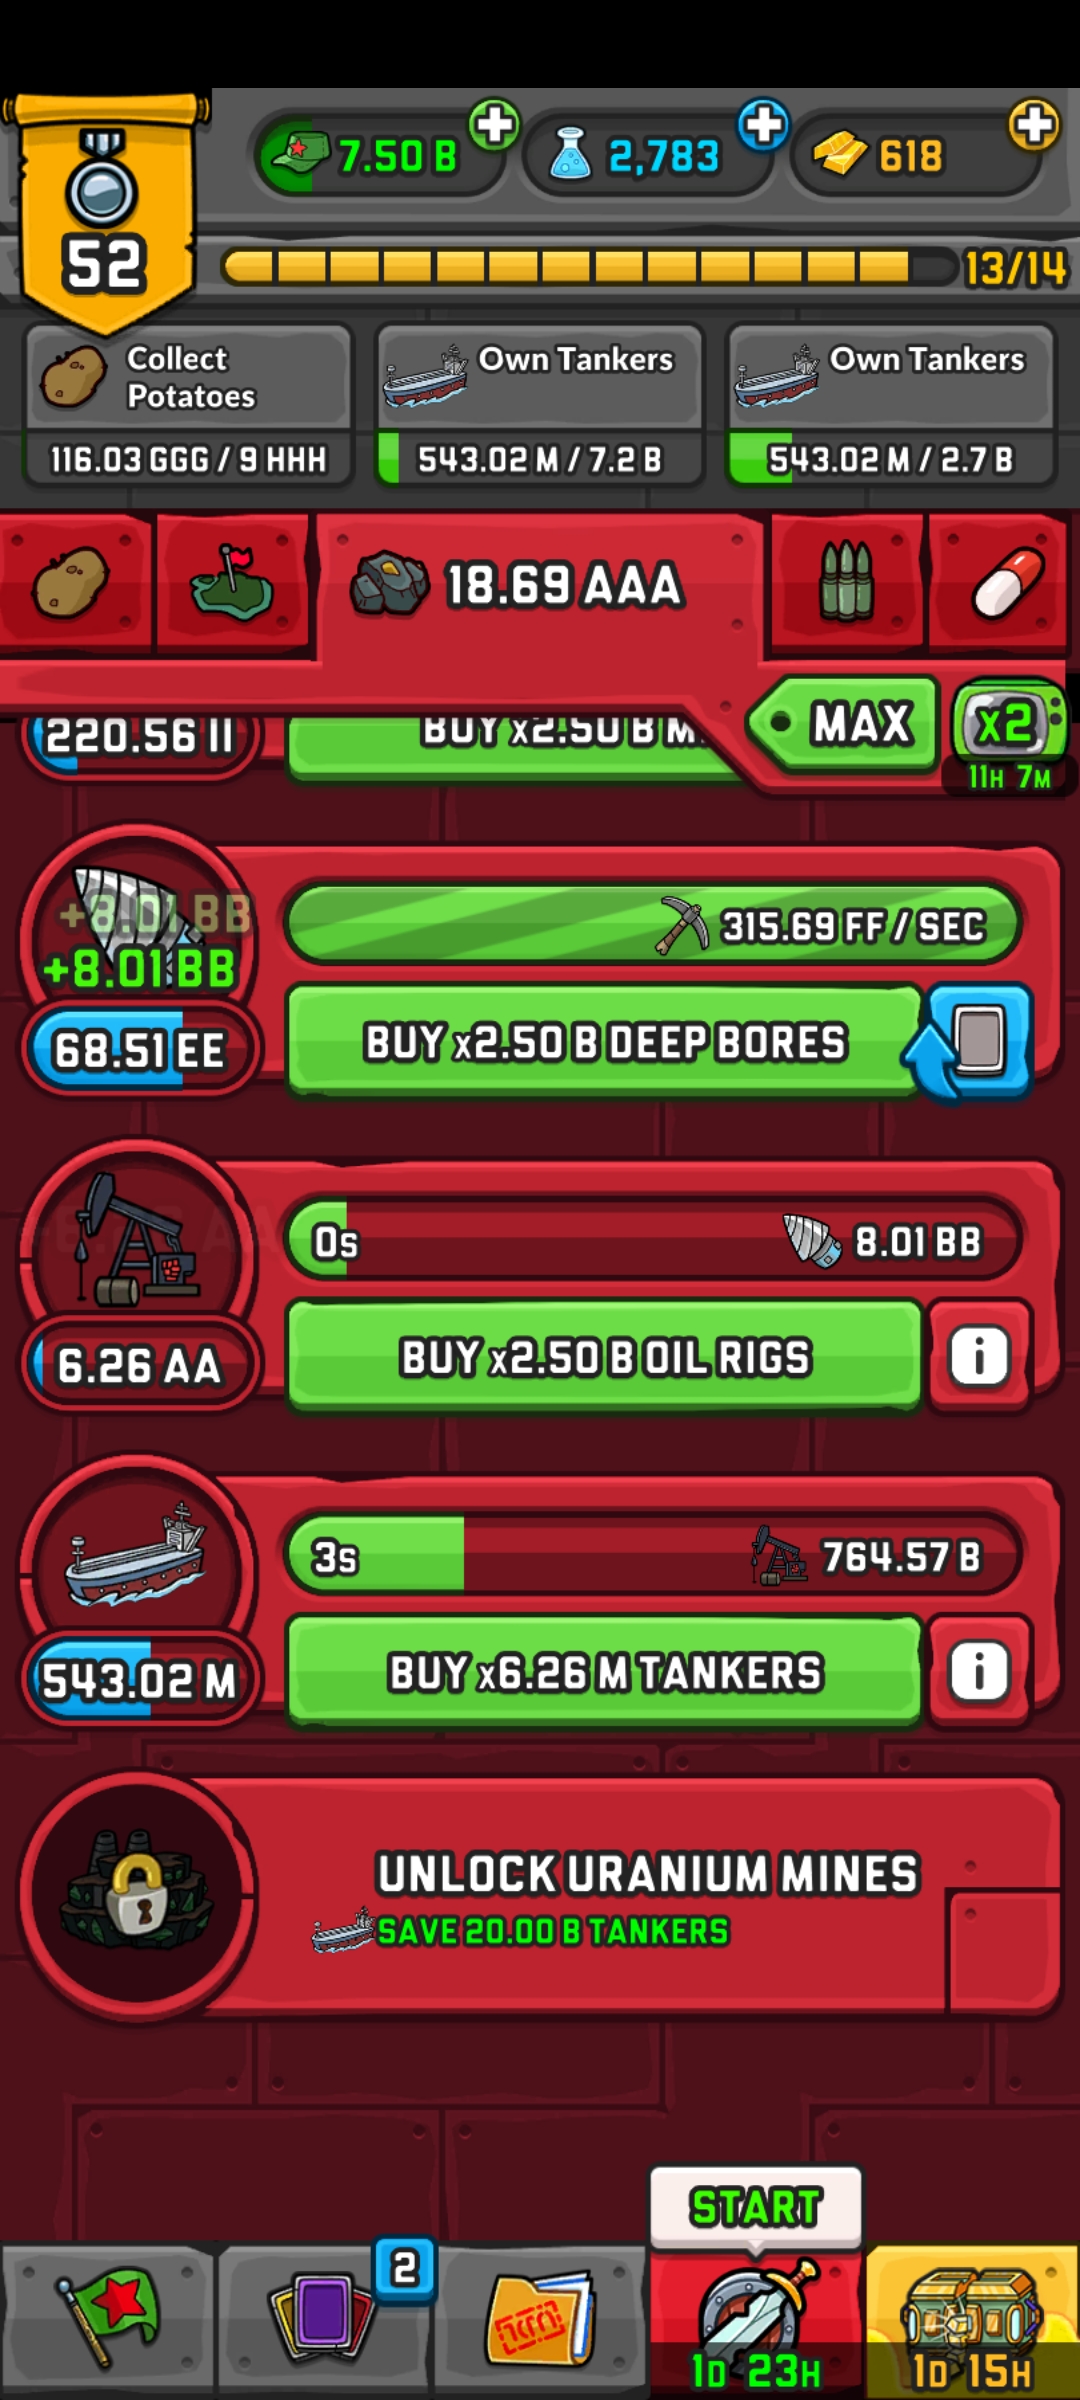 52
7.50 B
2,783
618
13/14
Collect
Potatoes
116.03 GGG / 9 HHH
Own Tankers
543.02 M / 7.2 B
Own Tankers
543.02 M / 2.7 B
18.69 AAA
MAX
x2
11H 7M
220.56 II
BUY x2.50 B M
+8.01 BB
+8.01 BB
315.69 FF / SEC
68.51 EE
BUY x2.50 B DEEP BORES
0s
8.01 BB
6.26 AA
BUY x2.50 B OIL RIGS
i
3s
764.57 B
543.02 M
BUY x6.26 M TANKERS
i
UNLOCK URANIUM MINES
SAVE 20.00 B TANKERS
START
2
1D 23H
1D 15H